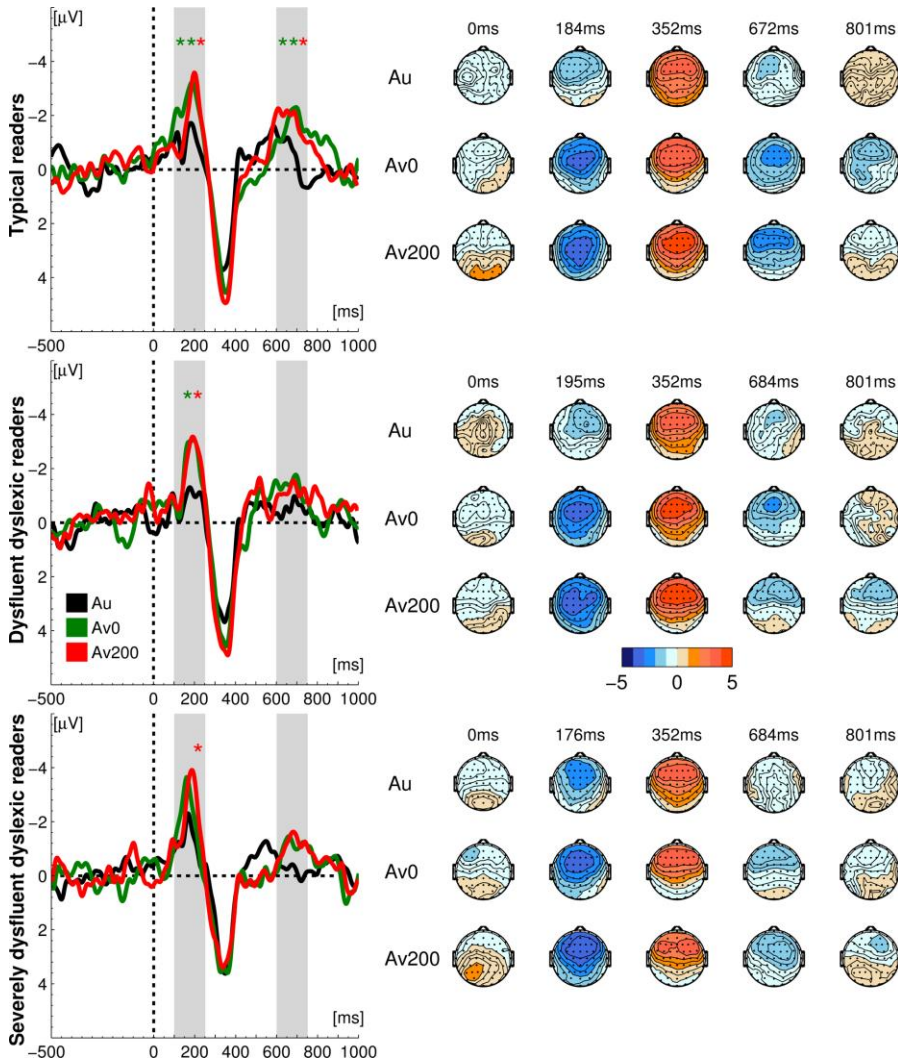 [µV]
***
***
−4
−2
0
2
4
[ms]
−500 0 200 400 600 800 1000
Typical readers
0ms 184ms 352ms 672ms 801ms
Au
Av0
Av200
[µV]
**
−4
−2
0
2
4
Au
Av0
Av200
[ms]
−500 0 200 400 600 800 1000
Dysfluent dyslexic readers
0ms 195ms 352ms 684ms 801ms
Au
Av0
Av200
−5 0 5
[µV]
*
−4
−2
0
2
4
[ms]
−500 0 200 400 600 800 1000
Severely dysfluent dyslexic readers
0ms 176ms 352ms 684ms 801ms
Au
Av0
Av200